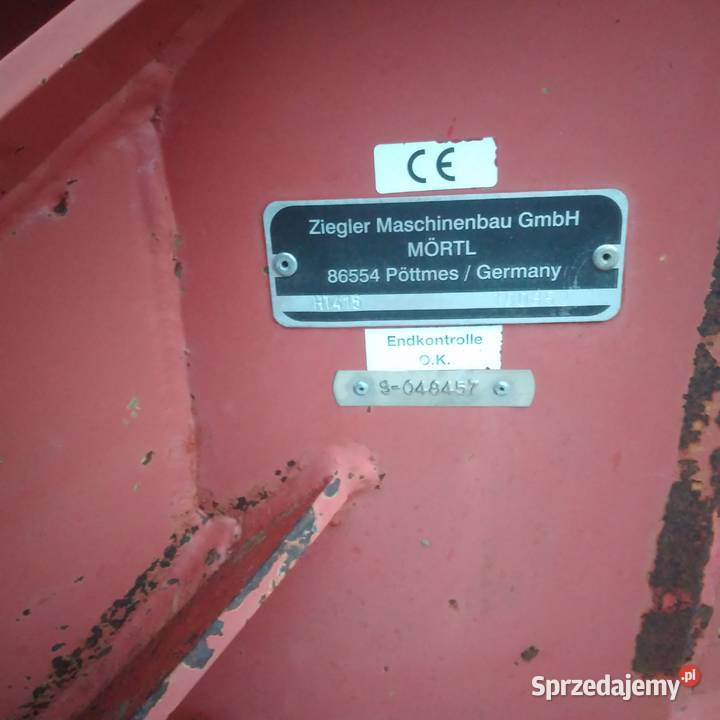 CE
Ziegler Maschinenbau GmbH
MÖRTL
86554 Pöttmes / Germany
Endkontrolle
O.K.
S-048457
Sprzedajemy.pl